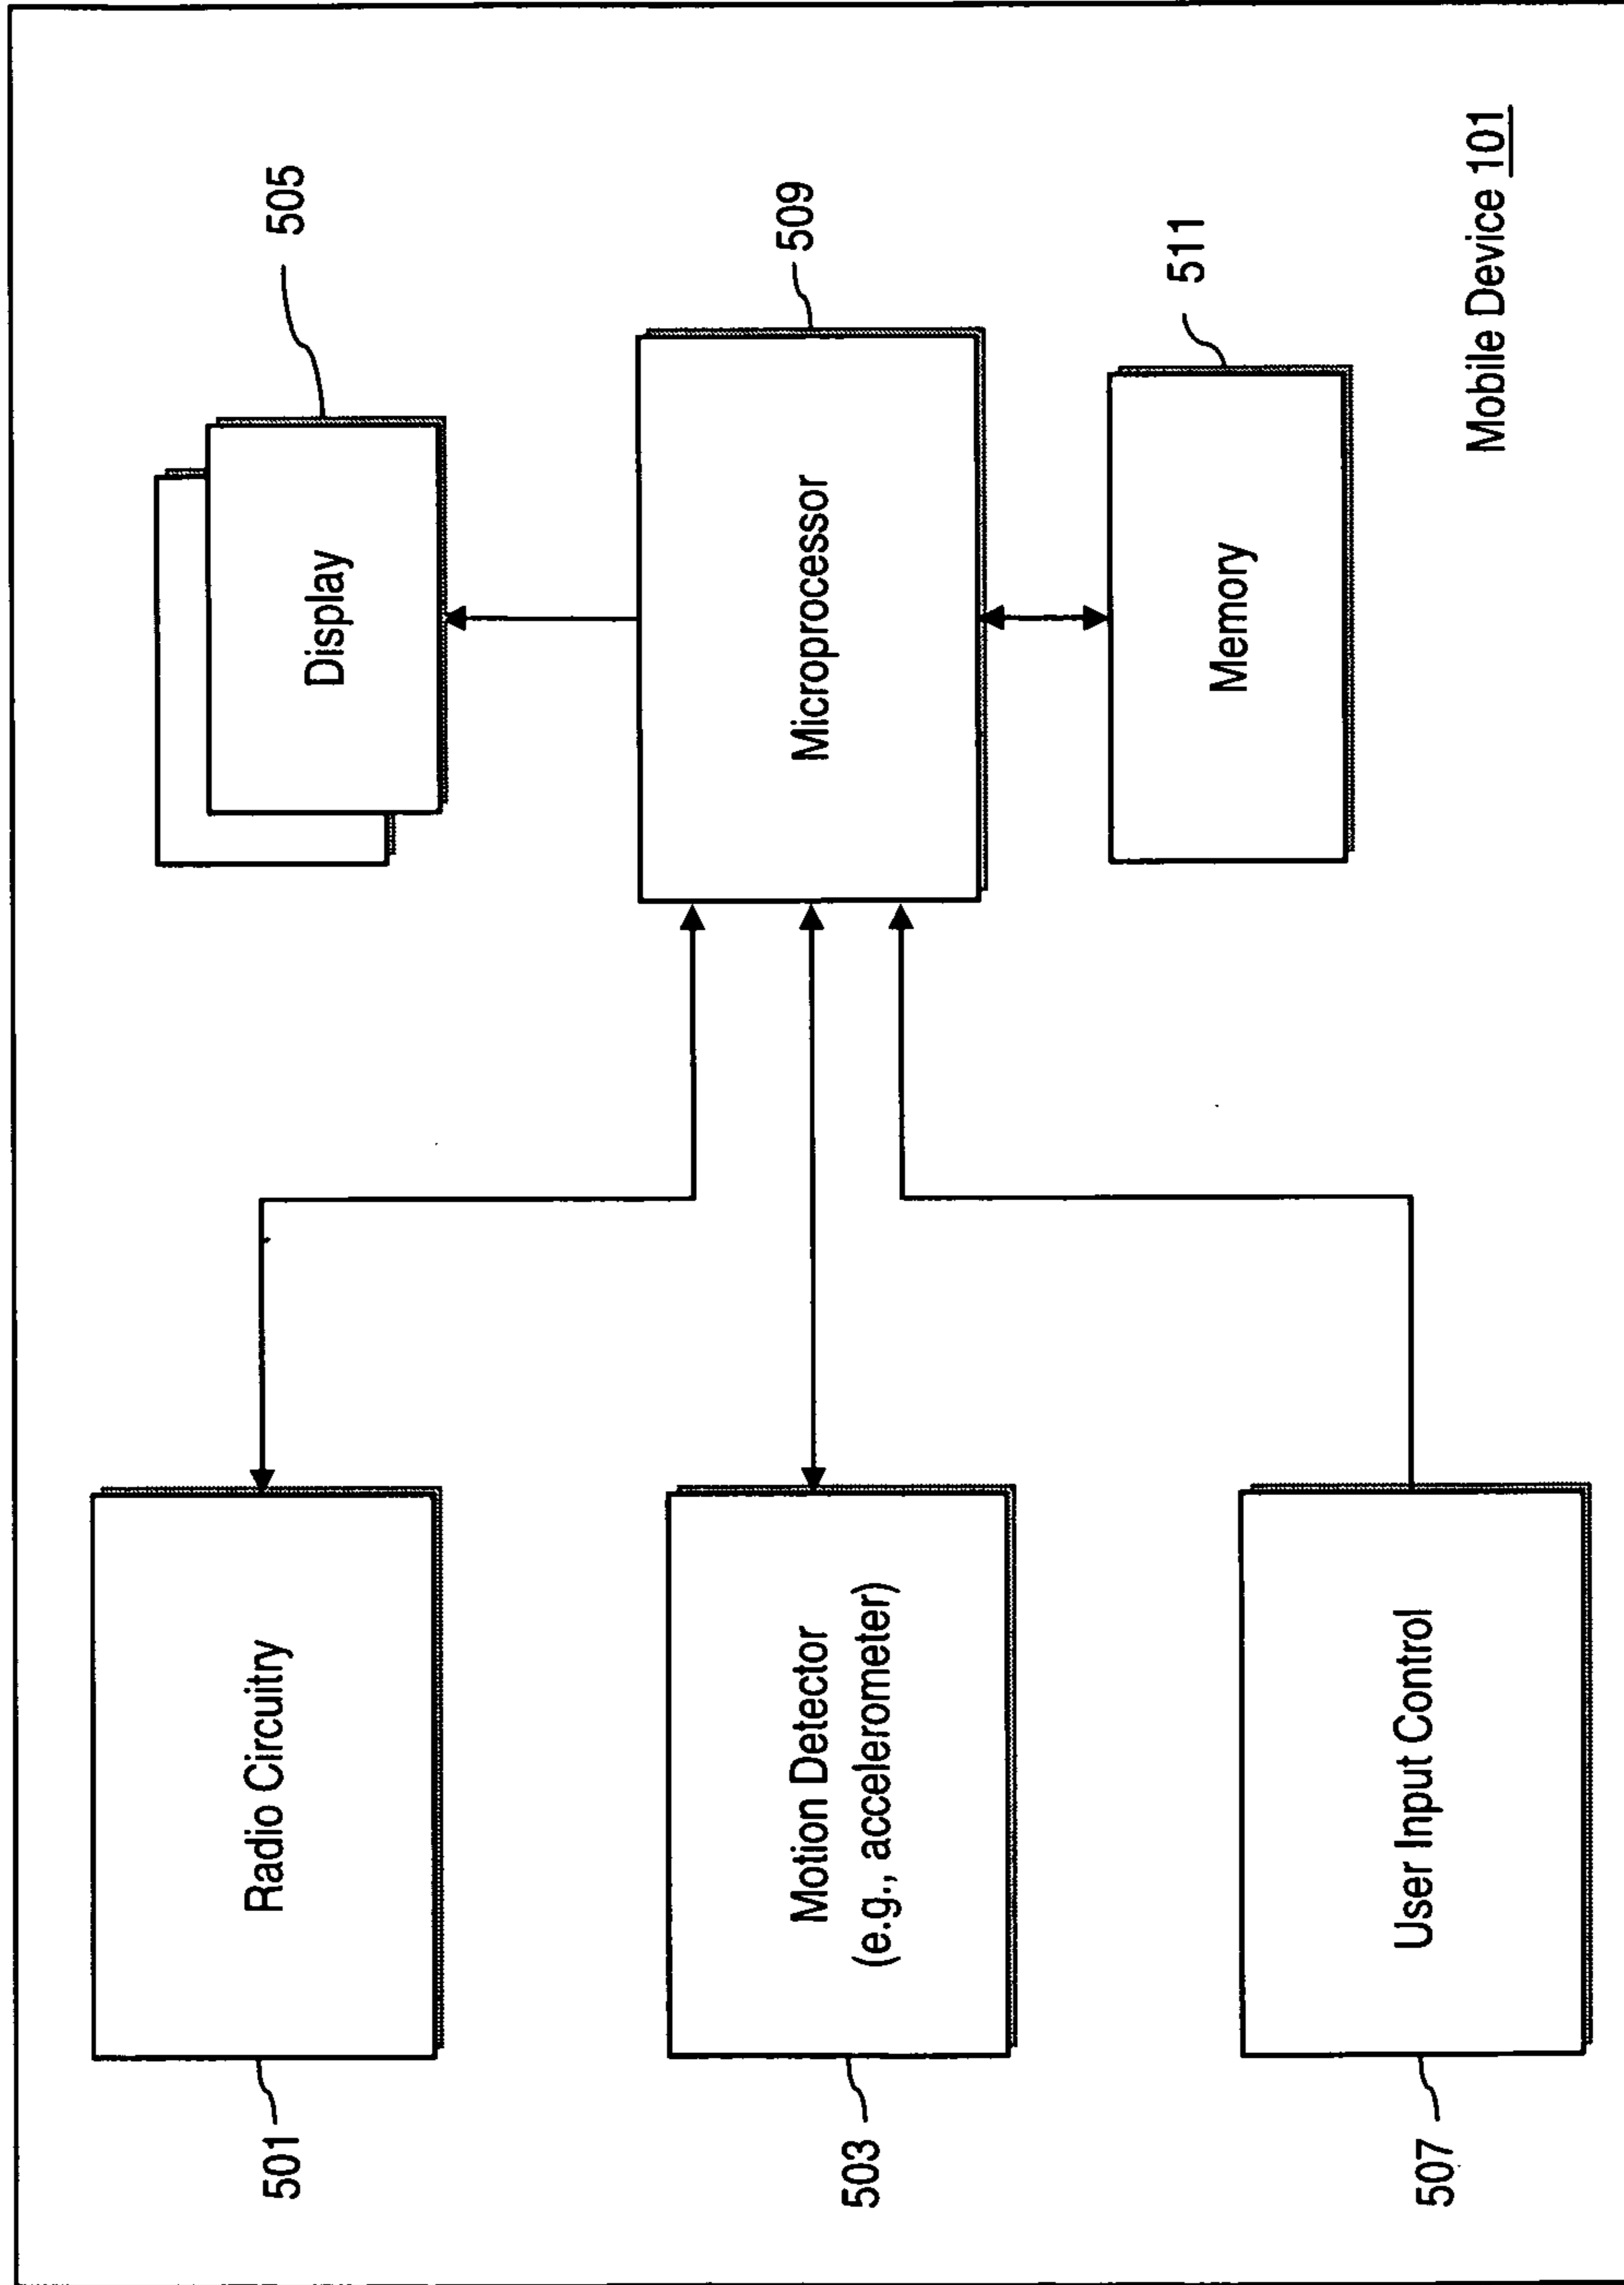 501
Radio Circuitry
Display
505
503
Motion Detector
(e.g., accelerometer)
Microprocessor
509
507
User Input Control
Memory
511
Mobile Device 101